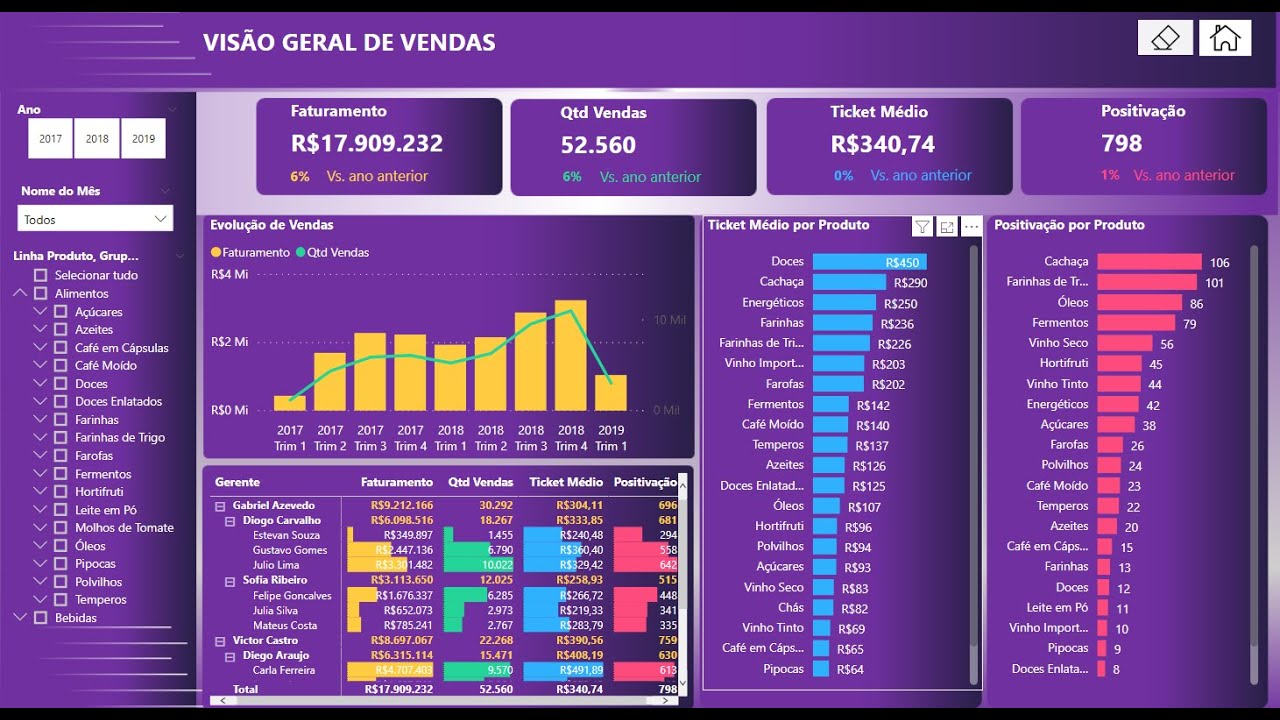 VISÃO GERAL DE VENDAS
Ano
2017 2018 2019
Nome do Mês
Todos
Linha Produto, Grup...
Selecionar tudo
Alimentos
Açúcares
Azeites
Café em Cápsulas
Café Moído
Doces
Doces Enlatados
Farinhas
Farinhas de Trigo
Farofas
Fermentos
Hortifruti
Leite em Pó
Molhos de Tomate
Óleos
Pipocas
Polvilhos
Temperos
Bebidas
Faturamento
R$17.909.232
6% Vs. ano anterior
Qtd Vendas
52.560
6% Vs. ano anterior
Ticket Médio
R$340,74
0% Vs. ano anterior
Positivação
798
1% Vs. ano anterior
Evolução de Vendas
Faturamento Qtd Vendas
R$4 Mi
10 Mil
R$2 Mi
R$0 Mi
0 Mil
2017 2017 2017 2017 2018 2018 2018 2018 2019
Trim 1 Trim 2 Trim 3 Trim 4 Trim 1 Trim 2 Trim 3 Trim 4 Trim 1
Gerente Faturamento Qtd Vendas Ticket Médio Positivação
Gabriel Azevedo R$9.212.166 30.292 R$304,11 696
Diogo Carvalho R$6.098.516 18.267 R$333,85 681
Estevan Souza R$349.897 1.455 R$240,48 294
Gustavo Gomes R$2.447.136 6.790 R$360,40 558
Julio Lima R$3.301.482 10.022 R$329,42 642
Sofia Ribeiro R$3.113.650 12.025 R$258,93 515
Felipe Goncalves R$1.676.337 6.285 R$266,72 448
Julia Silva R$652.073 2.973 R$219,33 341
Mateus Costa R$785.241 2.767 R$283,79 335
Victor Castro R$8.697.067 22.268 R$390,56 759
Diego Araujo R$6.315.114 15.471 R$408,19 630
Carla Ferreira R$4.707.403 9.570 R$491,89 613
Total R$17.909.232 52.560 R$340,74 798
Ticket Médio por Produto
Doces R$450
Cachaça R$290
Energéticos R$250
Farinhas R$236
Farinhas de Tri... R$226
Vinho Import... R$203
Farofas R$202
Fermentos R$142
Café Moído R$140
Temperos R$137
Azeites R$126
Doces Enlatad... R$125
Óleos R$107
Hortifruti R$96
Polvilhos R$94
Açúcares R$93
Vinho Seco R$83
Chás R$82
Vinho Tinto R$69
Café em Cáps... R$65
Pipocas R$64
Positivação por Produto
Cachaça 106
Farinhas de Tr... 101
Óleos 86
Fermentos 79
Vinho Seco 56
Hortifruti 45
Vinho Tinto 44
Energéticos 42
Açúcares 38
Farofas 26
Polvilhos 24
Café Moído 23
Temperos 22
Azeites 20
Café em Cáps... 15
Farinhas 13
Doces 12
Leite em Pó 11
Vinho Import... 10
Pipocas 9
Doces Enlata... 8